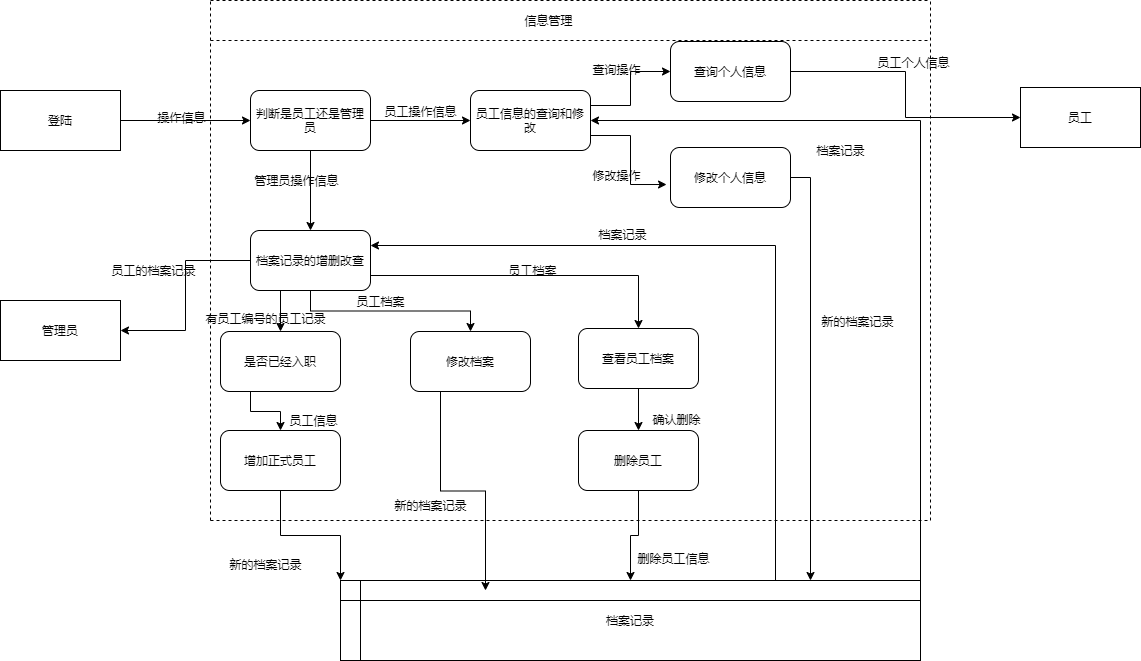 信息管理
查询操作
查询个人信息
员工个人信息
登陆
操作信息
判断是员工还是管理
员
员工操作信息
员工信息的查询和修
改
员工
档案记录
修改操作
修改个人信息
管理员操作信息
档案记录
档案记录的增删改查
员工的档案记录
员工档案
员工档案
有员工编号的员工记录
新的档案记录
管理员
是否已经入职
修改档案
查看员工档案
员工信息
确认删除
增加正式员工
删除员工
新的档案记录
新的档案记录
删除员工信息
档案记录